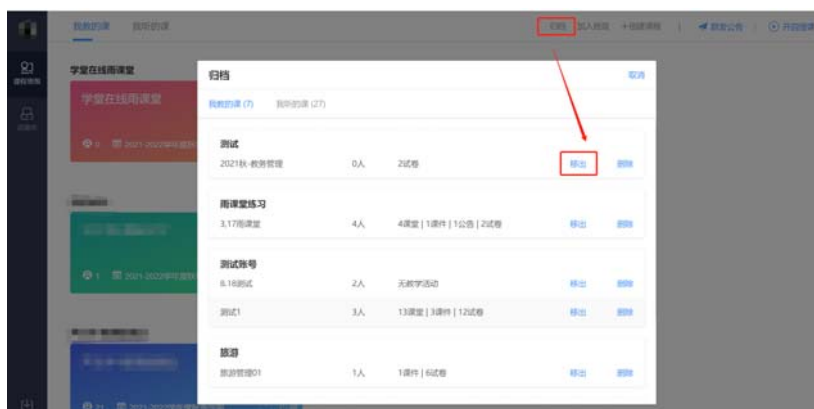 我教的课 我听的课 归档 加入班级 +创建课程 群发公告
学堂在线雨课堂
学堂在线雨课堂
归档 取消
我教的课 (7) 我听的课 (27)
测试
2021秋-教务管理 0人 2试卷 移出 删除
雨课堂练习
3.17雨课堂 4人 4课堂 | 1课件 | 1公告 | 2试卷 移出 删除
测试账号
8.18测试 2人 无教学活动 移出 删除
测试1 3人 13课堂 | 3课件 | 12试卷 移出 删除
旅游
旅游管理01 1人 1课件 | 6试卷 移出 删除